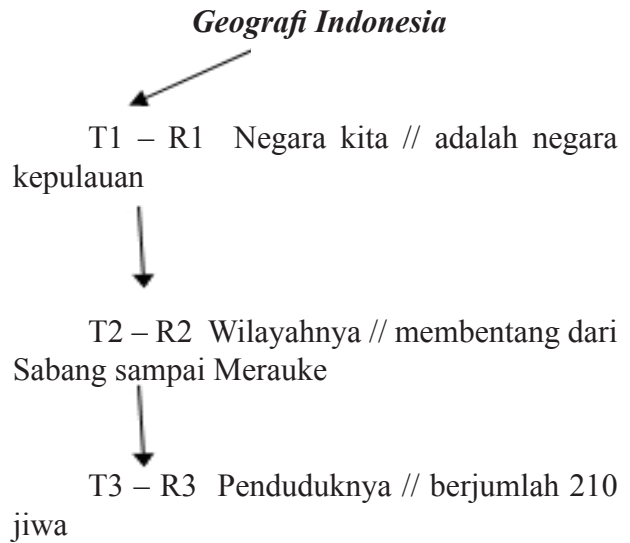 Geografi Indonesia
T1 – R1 Negara kita // adalah negara
kepulauan
T2 – R2 Wilayahnya // membentang dari
Sabang sampai Merauke
T3 – R3 Penduduknya // berjumlah 210
jiwa